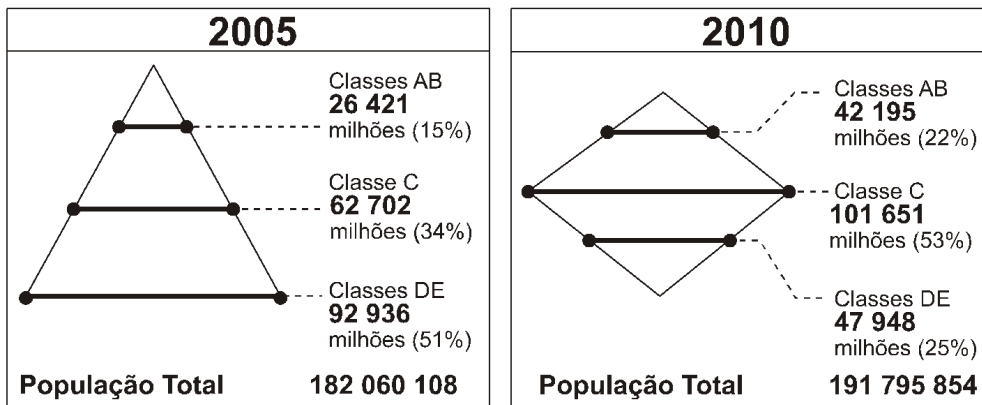 2005
Classes AB
26 421
milhões (15%)
Classe C
62 702
milhões (34%)
Classes DE
92 936
milhões (51%)
População Total 182 060 108
2010
Classes AB
42 195
milhões (22%)
Classe C
101 651
milhões (53%)
Classes DE
47 948
milhões (25%)
População Total 191 795 854